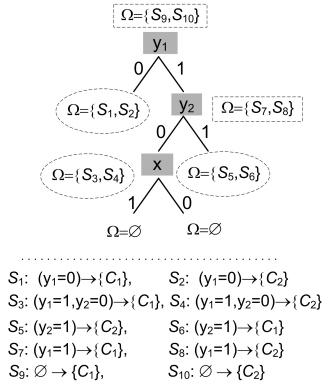 Ω={S₉,S₁₀}
y₁
0 1
Ω={S₁,S₂} y₂ Ω={S₇,S₈}
0 1
Ω={S₃,S₄} x Ω={S₅,S₆}
1 0
Ω=∅ Ω=∅
S₁: (y₁=0)→{C₁}, S₂: (y₁=0)→{C₂}
S₃: (y₁=1,y₂=0)→{C₁}, S₄: (y₁=1,y₂=0)→{C₂}
S₅: (y₂=1)→{C₂}, S₆: (y₂=1)→{C₁}
S₇: (y₁=1)→{C₁}, S₈: (y₁=1)→{C₂}
S₉: ∅→{C₁}, S₁₀: ∅→{C₂}